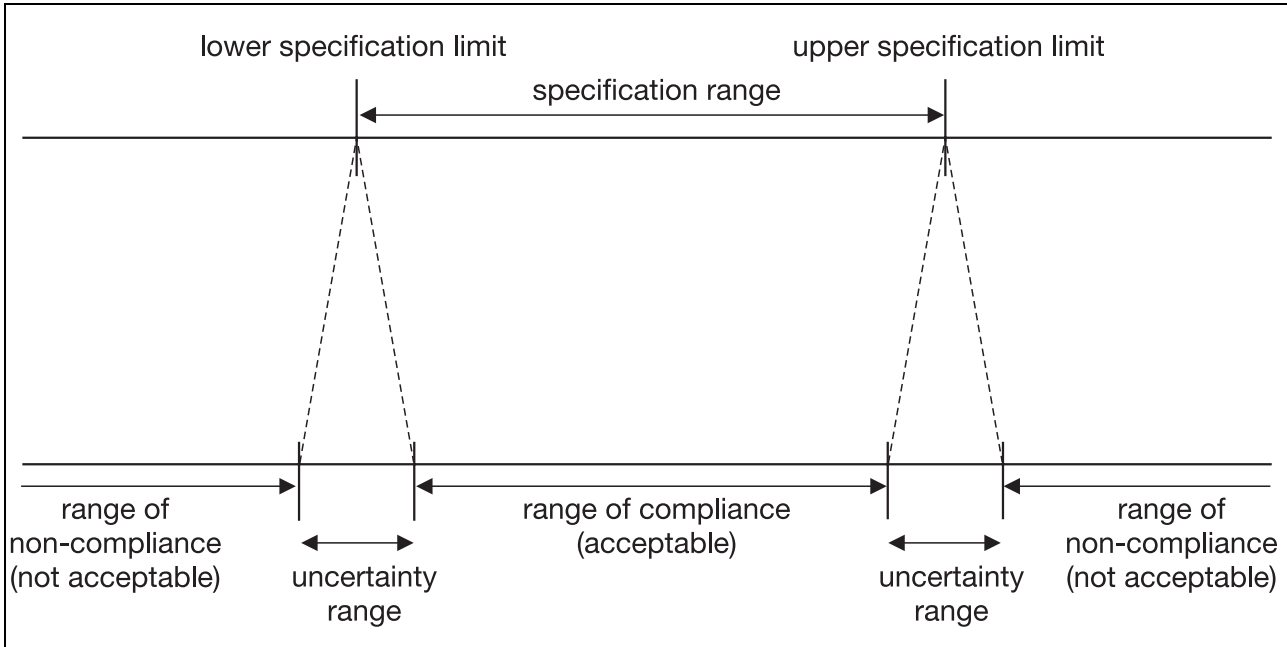 lower specification limit
upper specification limit
specification range
range of
non-compliance
(not acceptable)
uncertainty
range
range of compliance
(acceptable)
uncertainty
range
range of
non-compliance
(not acceptable)